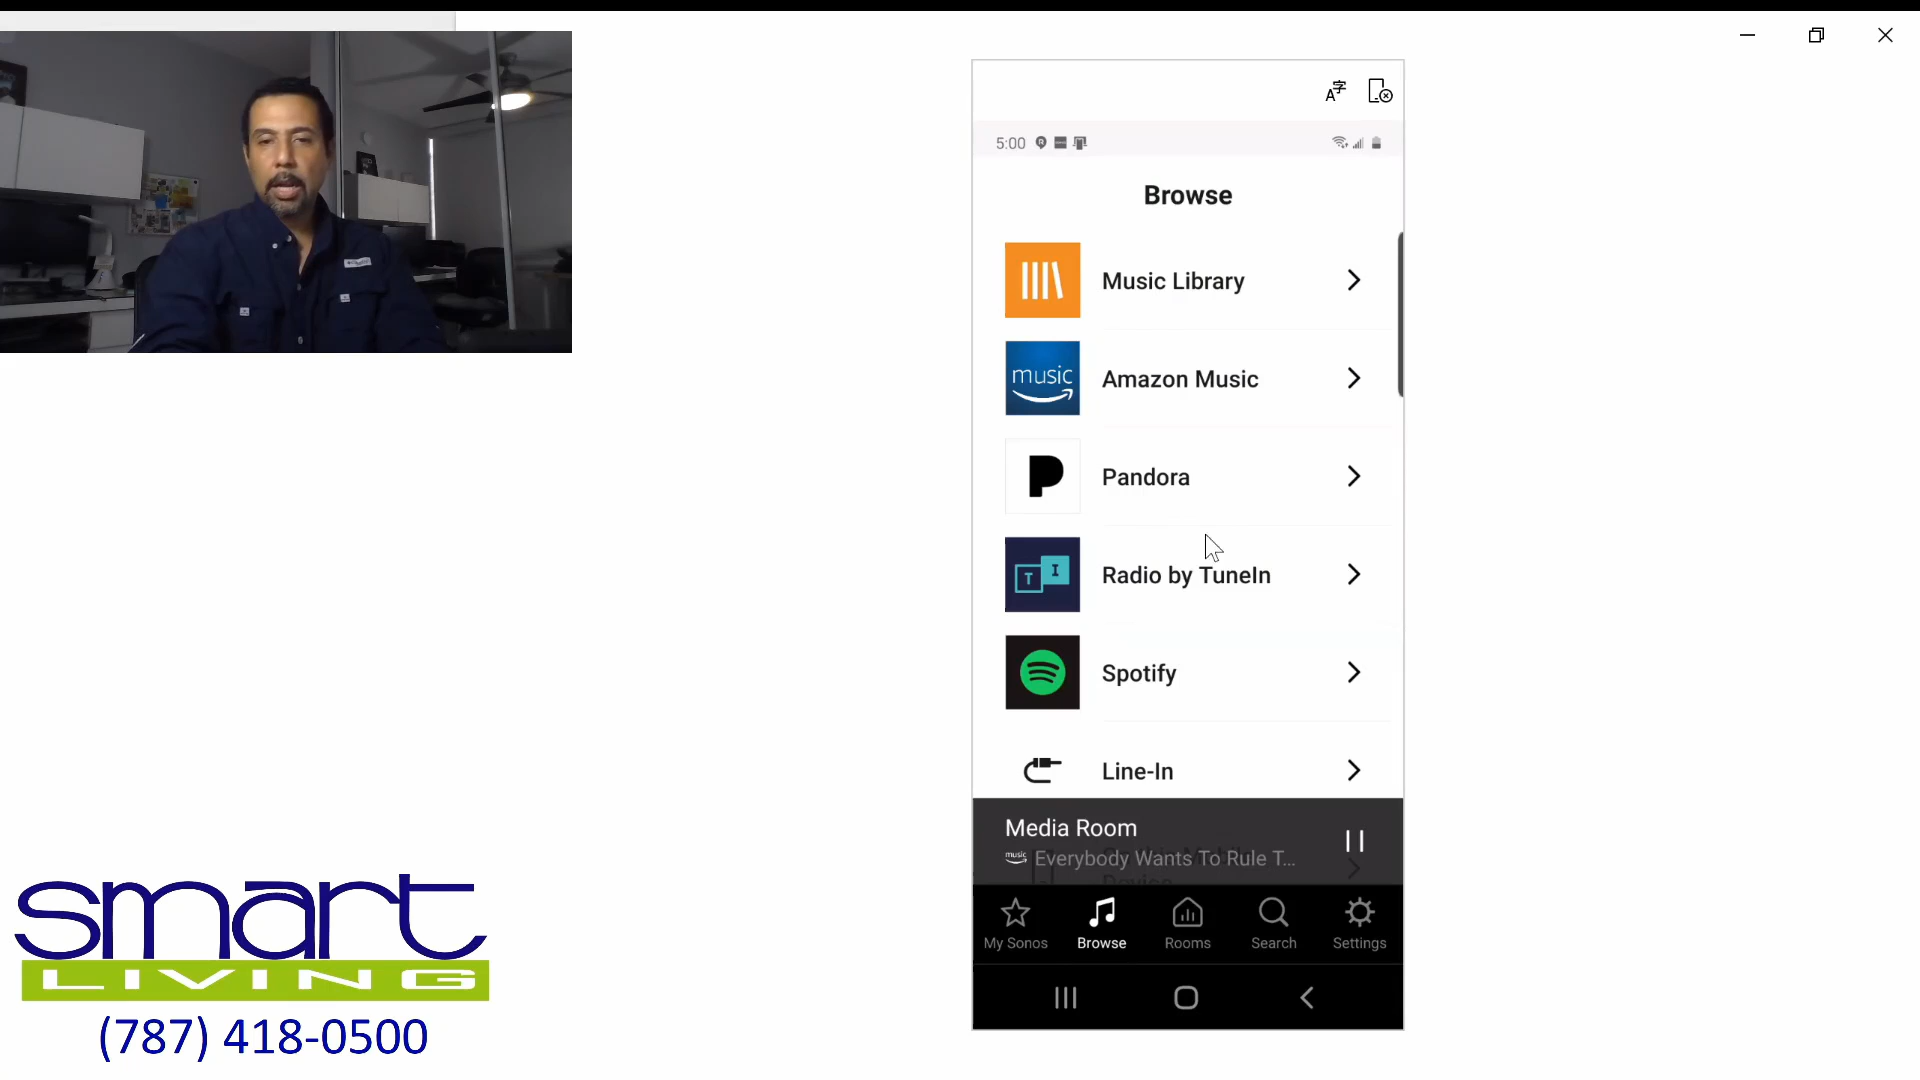 5:00
Browse
Music Library
music
Amazon Music
Pandora
T I
Radio by TuneIn
Spotify
Line-In
Media Room
music
Everybody Wants To Rule T...
My Sonos
Browse
Rooms
Search
Settings
smart
LIVING
(787) 418-0500